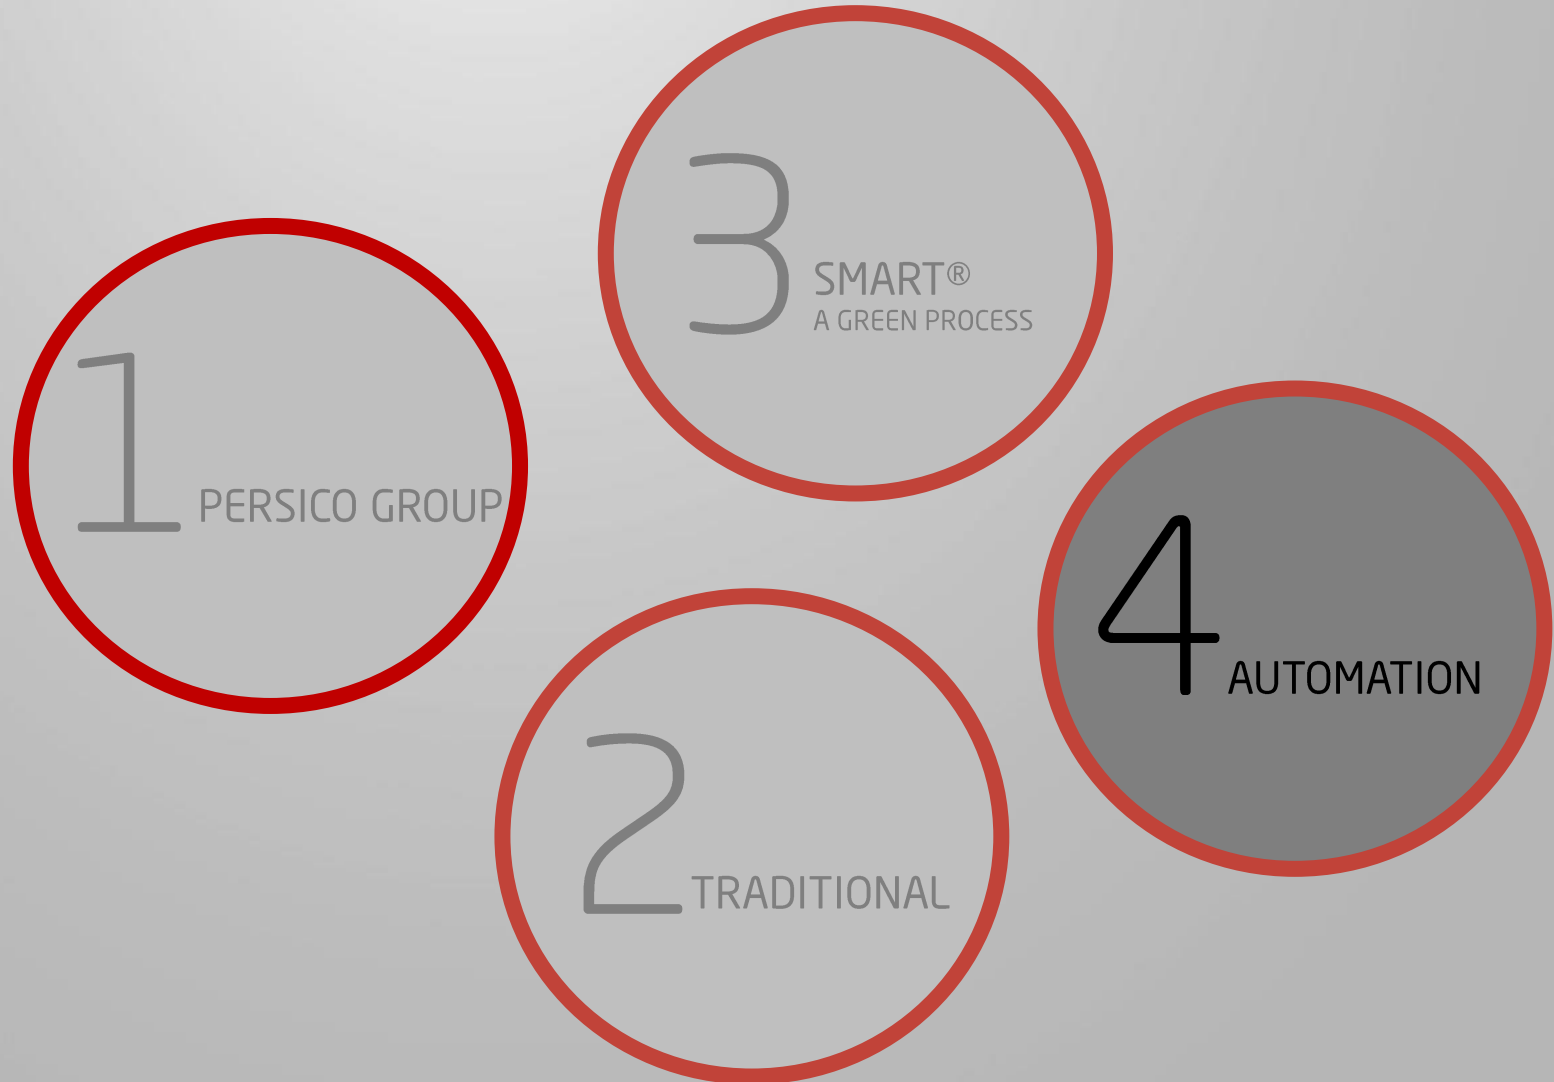 1 PERSICO GROUP
2 TRADITIONAL
3 SMART®
A GREEN PROCESS
4 AUTOMATION